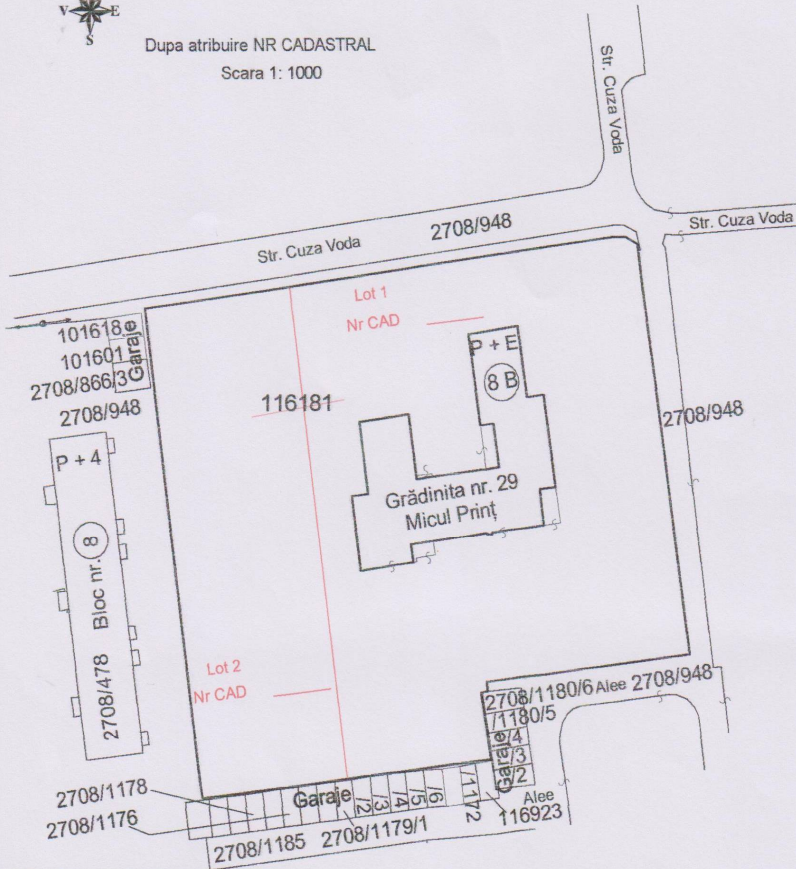 V E
S
Dupa atribuire NR CADASTRAL
Scara 1: 1000
Str. Cuza Voda
Str. Cuza Voda
2708/948
Str. Cuza Voda
Lot 1
Nr CAD
101618
101601
2708/866/3
Garaje
2708/948
116181
P + E
8 B
2708/948
P + 4
Grădinita nr. 29
Micul Prinț
2708/478 Bloc nr. 8
Lot 2
Nr CAD
2708/1180/6 Alee 2708/948
/1180/5
/4
/3
/2
Garaje
2708/1178
2708/1176
Garaje
/2 /3 /4 /5 /6 /1172
Alee
116923
2708/1185 2708/1179/1